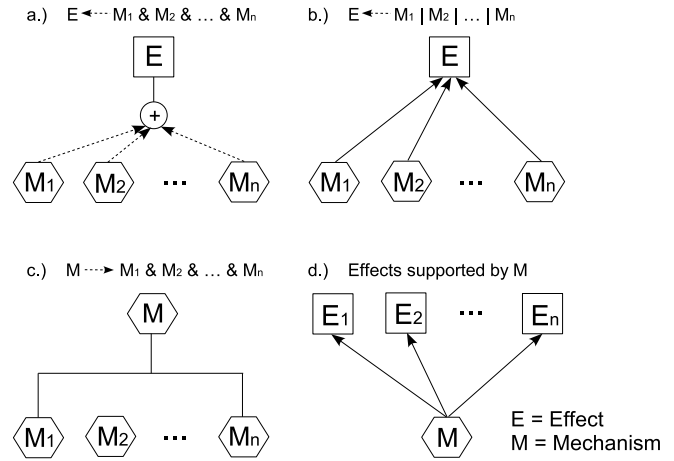 a.) E ⇠ M1 & M2 & … & Mn
E
+
M1 M2 ... Mn
b.) E ⇠ M1 | M2 | … | Mn
E
M1 M2 ... Mn
c.) M ⇢ M1 & M2 & … & Mn
M
M1 M2 ... Mn
d.) Effects supported by M
E1 E2 ... En
M
E = Effect
M = Mechanism